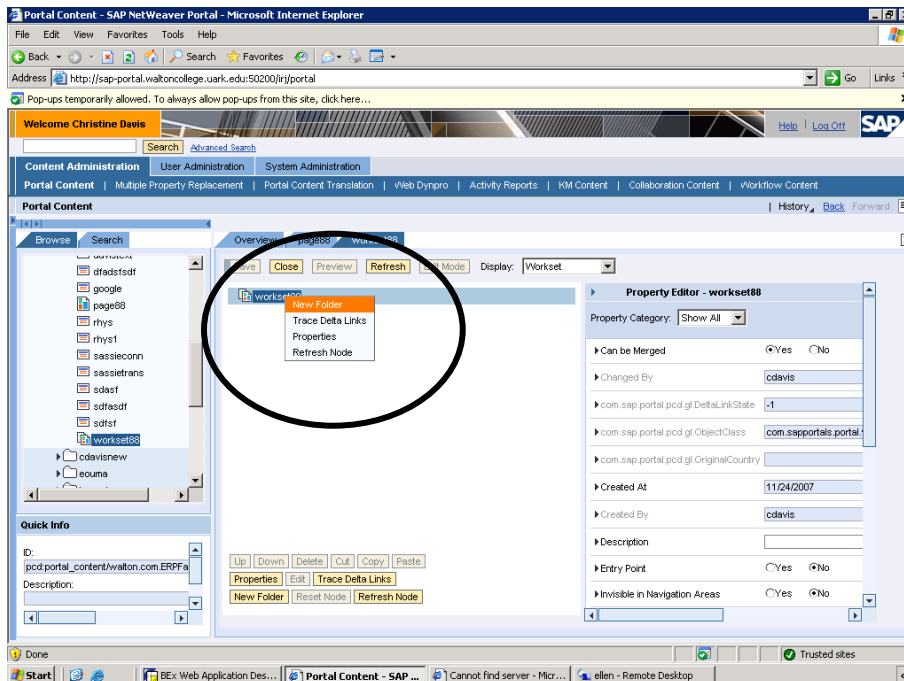 Portal Content - SAP NetWeaver Portal - Microsoft Internet Explorer
File Edit View Favorites Tools Help
Back Search Favorites
Address http://sap-portal.waltoncollege.uark.edu:50200/irj/portal Go Links
Pop-ups temporarily allowed. To always allow pop-ups from this site, click here...
Welcome Christine Davis Help Log Off SAP
Search Advanced Search
Content Administration User Administration System Administration
Portal Content | Multiple Property Replacement | Portal Content Translation | Web Dynpro | Activity Reports | KM Content | Collaboration Content | Workflow Content
Portal Content | History Back Forward
Browse Search
dfadsfsdf
google
page88
rhys
rhys1
sassieconn
sassietrans
sdasf
sdfasdf
sdfsf
workset88
cdavisnew
eouma
Quick Info
ID:
pcd:portal_content/walton.com.ERPFa
Description:
Overview page88 workset88
Save Close Preview Refresh Edit Mode Display: Workset
workset88
New Folder
Trace Delta Links
Properties
Refresh Node
Up Down Delete Cut Copy Paste
Properties Edit Trace Delta Links
New Folder Reset Node Refresh Node
Property Editor - workset88
Property Category: Show All
Can be Merged Yes No
Changed By cdavis
com.sap.portal.pcd.gl.DeltaLinkState -1
com.sap.portal.pcd.gl.ObjectClass com.sapportals.portal.
com.sap.portal.pcd.gl.OriginalCountry
Created At 11/24/2007
Created By cdavis
Description
Entry Point Yes No
Invisible in Navigation Areas Yes No
Done Trusted sites
Start BEx Web Application Des... Portal Content - SAP ... Cannot find server - Micr... ellen - Remote Desktop